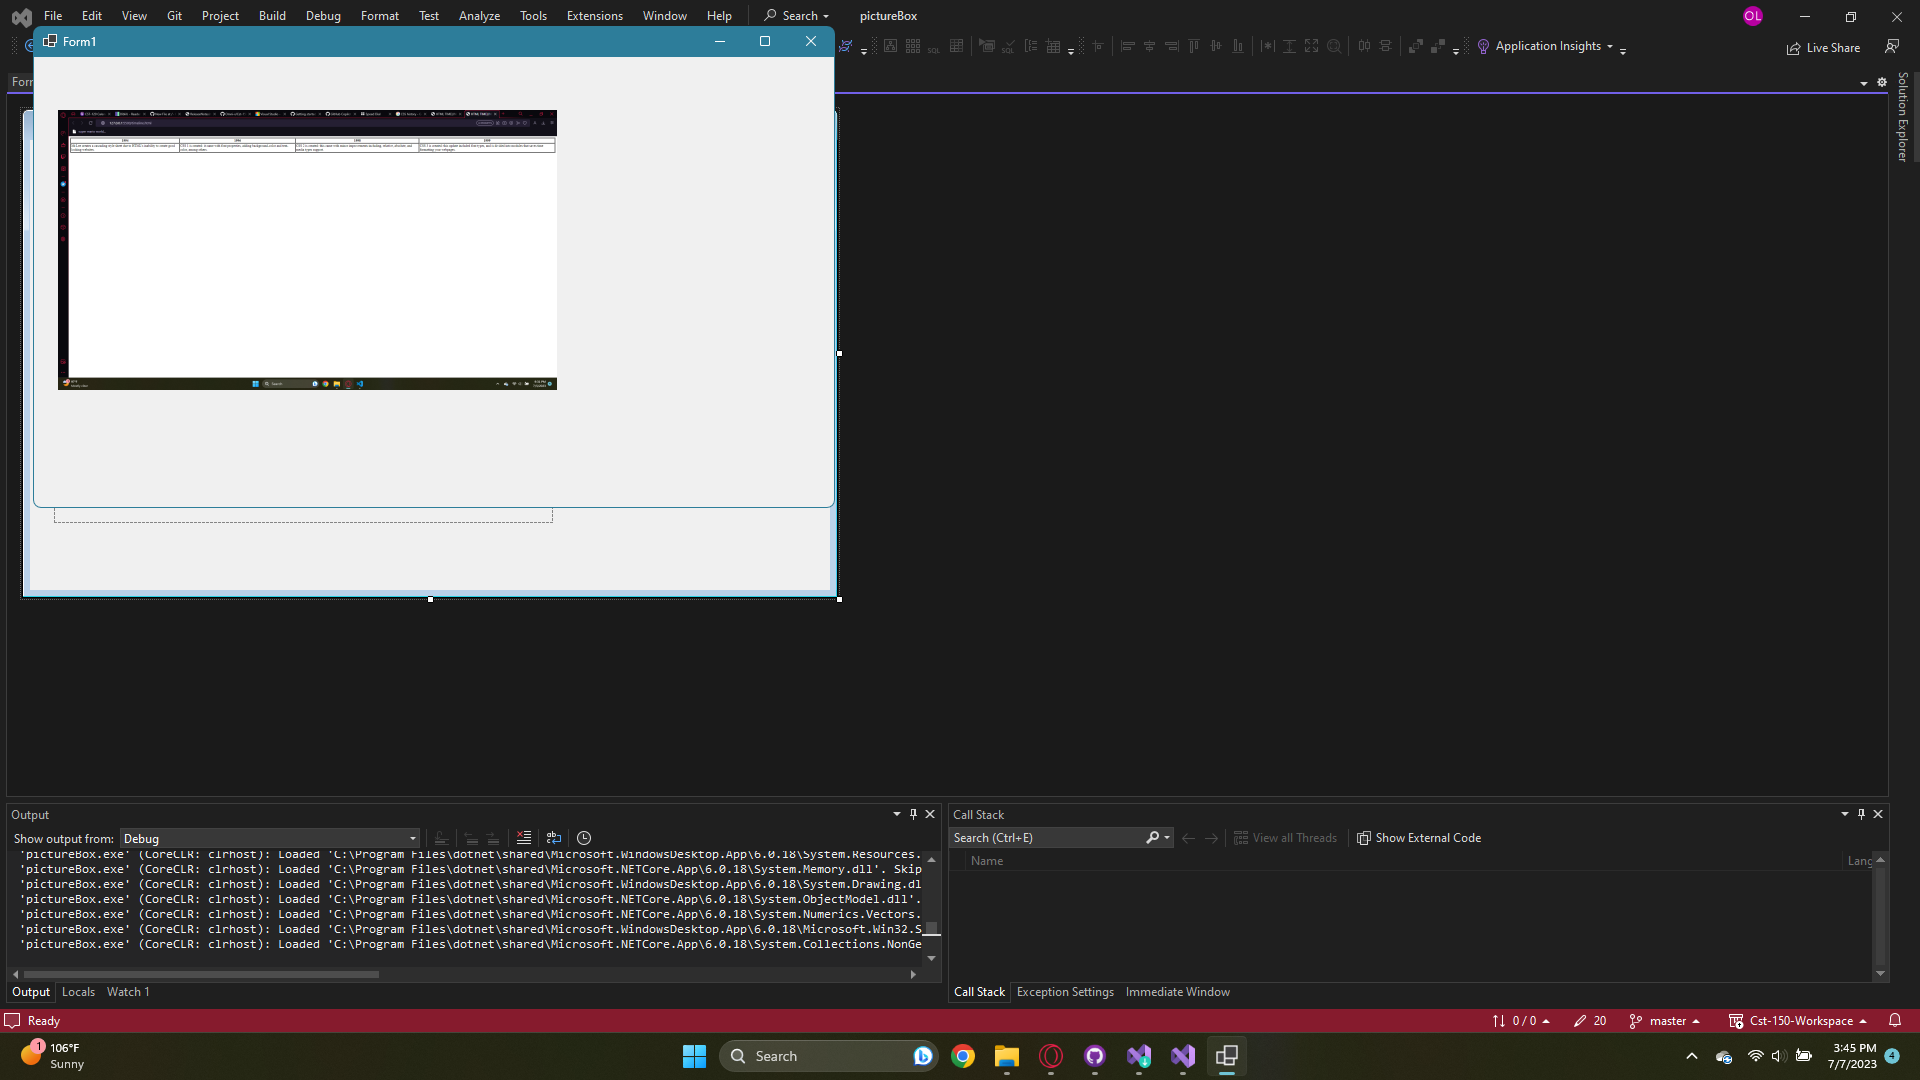 File Edit View Git Project Build Debug Format Test Analyze Tools Extensions Window Help Search pictureBox OL
Form1
Application Insights
Live Share
Solution Explorer
Output
Show output from: Debug
'pictureBox.exe' (CoreCLR: clrhost): Loaded 'C:\Program Files\dotnet\shared\Microsoft.WindowsDesktop.App\6.0.18\System.Resources.
'pictureBox.exe' (CoreCLR: clrhost): Loaded 'C:\Program Files\dotnet\shared\Microsoft.NETCore.App\6.0.18\System.Memory.dll'. Skip
'pictureBox.exe' (CoreCLR: clrhost): Loaded 'C:\Program Files\dotnet\shared\Microsoft.WindowsDesktop.App\6.0.18\System.Drawing.dl
'pictureBox.exe' (CoreCLR: clrhost): Loaded 'C:\Program Files\dotnet\shared\Microsoft.NETCore.App\6.0.18\System.ObjectModel.dll'.
'pictureBox.exe' (CoreCLR: clrhost): Loaded 'C:\Program Files\dotnet\shared\Microsoft.NETCore.App\6.0.18\System.Numerics.Vectors.
'pictureBox.exe' (CoreCLR: clrhost): Loaded 'C:\Program Files\dotnet\shared\Microsoft.WindowsDesktop.App\6.0.18\Microsoft.Win32.S
'pictureBox.exe' (CoreCLR: clrhost): Loaded 'C:\Program Files\dotnet\shared\Microsoft.NETCore.App\6.0.18\System.Collections.NonGe
Output Locals Watch 1
Call Stack
Search (Ctrl+E) View all Threads Show External Code
Name Lang
Call Stack Exception Settings Immediate Window
Ready 0 / 0 20 master Cst-150-Workspace
1 106°F
Sunny
Search
3:45 PM
7/7/2023 4